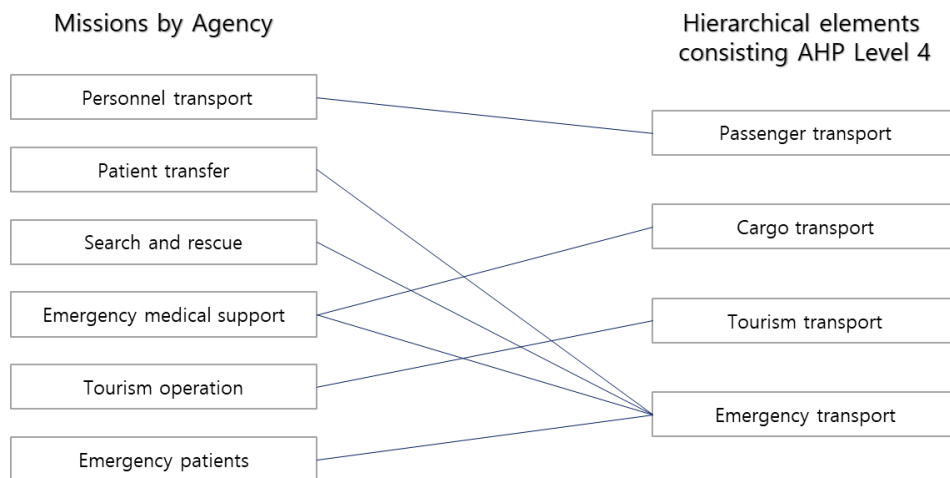 Missions by Agency
Personnel transport
Patient transfer
Search and rescue
Emergency medical support
Tourism operation
Emergency patients
Hierarchical elements
consisting AHP Level 4
Passenger transport
Cargo transport
Tourism transport
Emergency transport